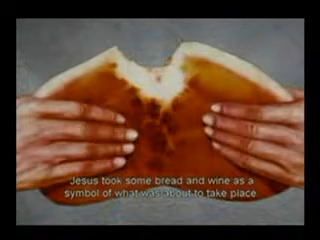 Jesus took some bread and wine as a
symbol of what was about to take place